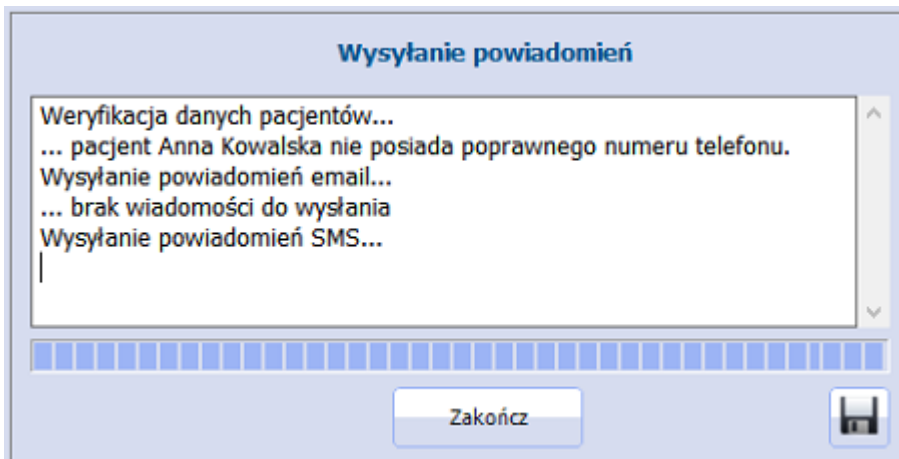 Wysyłanie powiadomień
Weryfikacja danych pacjentów...
... pacjent Anna Kowalska nie posiada poprawnego numeru telefonu.
Wysyłanie powiadomień email...
... brak wiadomości do wysłania
Wysyłanie powiadomień SMS...
Zakończ